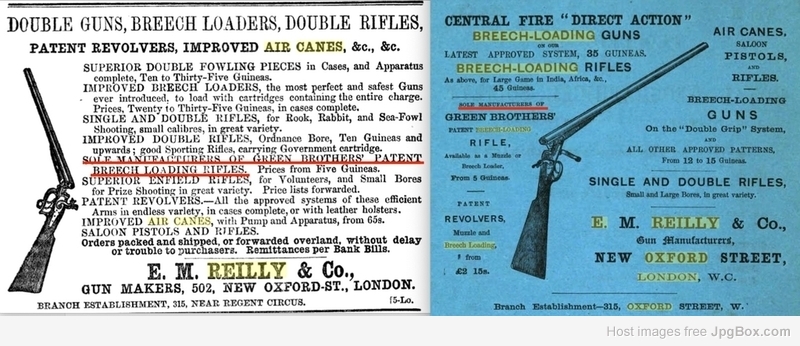 DOUBLE GUNS, BREECH LOADERS, DOUBLE RIFLES,
PATENT REVOLVERS, IMPROVED AIR CANES, &c., &c.
SUPERIOR DOUBLE FOWLING PIECES in Cases, and Apparatus
complete, Ten to Thirty-Five Guineas.
IMPROVED BREECH LOADERS, the most perfect and safest Guns
ever introduced, to load with cartridges containing the entire charge.
Prices, Twenty to Thirty-Five Guineas, in cases complete.
SINGLE AND DOUBLE RIFLES, for Rook, Rabbit, and Sea-Fowl
Shooting, small calibres, in great variety.
IMPROVED DOUBLE RIFLES, Ordnance Bore, Ten Guineas and
upwards; good Sporting Rifles, carrying Government cartridge.
SOLE MANUFACTURERS OF GREEN BROTHERS' PATENT
BREECH LOADING RIFLES. Prices from Five Guineas.
SUPERIOR ENFIELD RIFLES, for Volunteers, and Small Bores
for Prize Shooting in great variety. Price lists forwarded.
PATENT REVOLVERS.—All the approved systems of these efficient
Arms in endless variety, in cases complete, or with leather holsters.
IMPROVED AIR CANES, with Pump and Apparatus, from 65s.
SALOON PISTOLS AND RIFLES.
Orders packed and shipped, or forwarded overland, without delay
or trouble to purchasers. Remittances per Bank Bills.
E. M. REILLY & Co.,
GUN MAKERS, 502, NEW OXFORD-ST., LONDON.
BRANCH ESTABLISHMENT, 315, NEAR REGENT CIRCUS. [5-Lo.
CENTRAL FIRE "DIRECT ACTION"
BREECH-LOADING GUNS
ON OUR
LATEST APPROVED SYSTEM, 35 GUINEAS.
BREECH-LOADING RIFLES
As above, for Large Game in India, Africa, &c.,
45 Guineas.
SOLE MANUFACTURERS OF
GREEN BROTHERS'
PATENT BREECH-LOADING
RIFLE,
Available as a Muzzle or
Breech Loader,
From 5 Guineas.
PATENT
REVOLVERS,
Muzzle and
Breech Loading,
from
£2 15s.
AIR CANES.
SALOON
PISTOLS,
AND
RIFLES.
BREECH-LOADING
GUNS
On the "Double Grip" System,
AND
ALL OTHER APPROVED PATTERNS,
From 12 to 15 Guineas.
SINGLE AND DOUBLE RIFLES,
Small and Large Bores, in great variety.
E. M. REILLY & Co.,
Gun Manufacturers,
NEW OXFORD STREET,
LONDON, W.C.
Branch Establishment—315, OXFORD STREET, W.
Host images free JpgBox.com